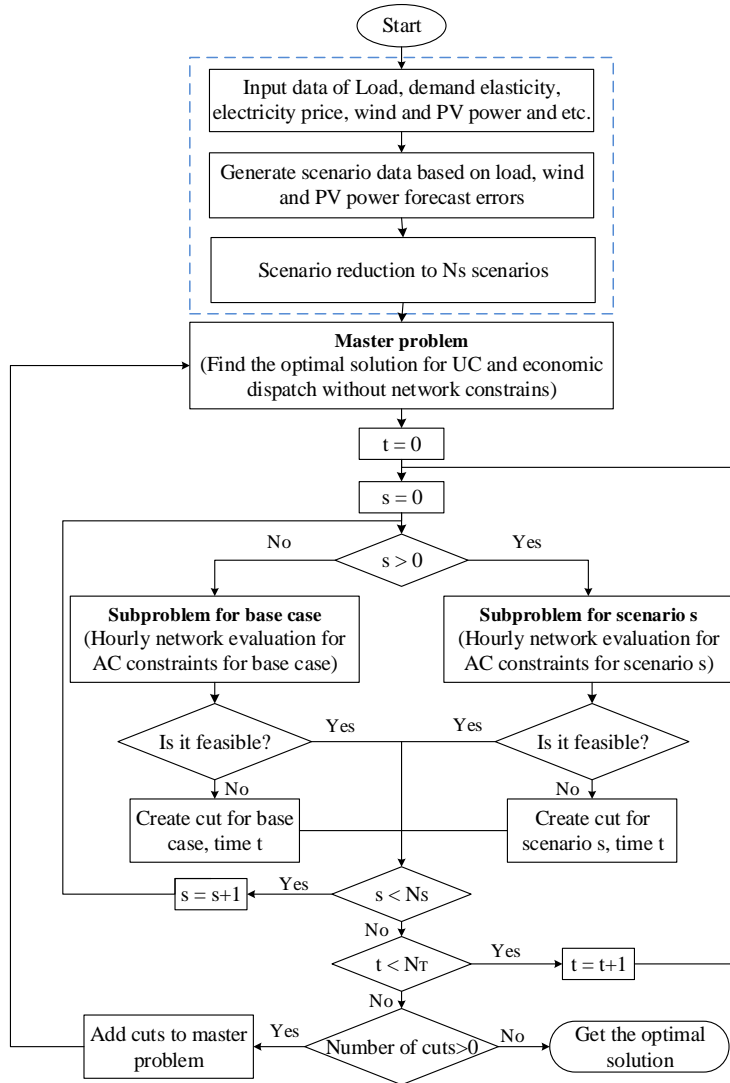 Start
Input data of Load, demand elasticity,
electricity price, wind and PV power and etc.
Generate scenario data based on load, wind
and PV power forecast errors
Scenario reduction to Ns scenarios
Master problem
(Find the optimal solution for UC and economic
dispatch without network constrains)
t = 0
s = 0
No
s > 0
Yes
Subproblem for base case
(Hourly network evaluation for
AC constraints for base case)
Subproblem for scenario s
(Hourly network evaluation for
AC constraints for scenario s)
Is it feasible?
Yes
Yes
Is it feasible?
No
No
Create cut for base
case, time t
Create cut for
scenario s, time t
s = s+1
Yes
s < NS
No
t < NT
Yes
t = t+1
No
Add cuts to master
problem
Yes
Number of cuts>0
No
Get the optimal
solution